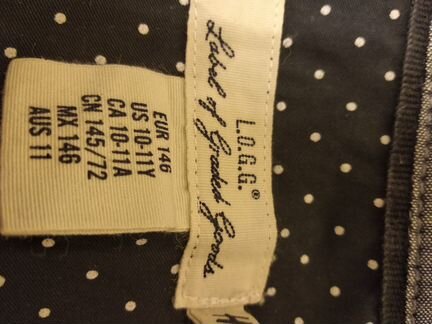 L.O.G.G.®
Label of Graded Goods
EUR 146
US 10-11Y
CA 10-11A
CN 145/72
MX 146
AUS 11